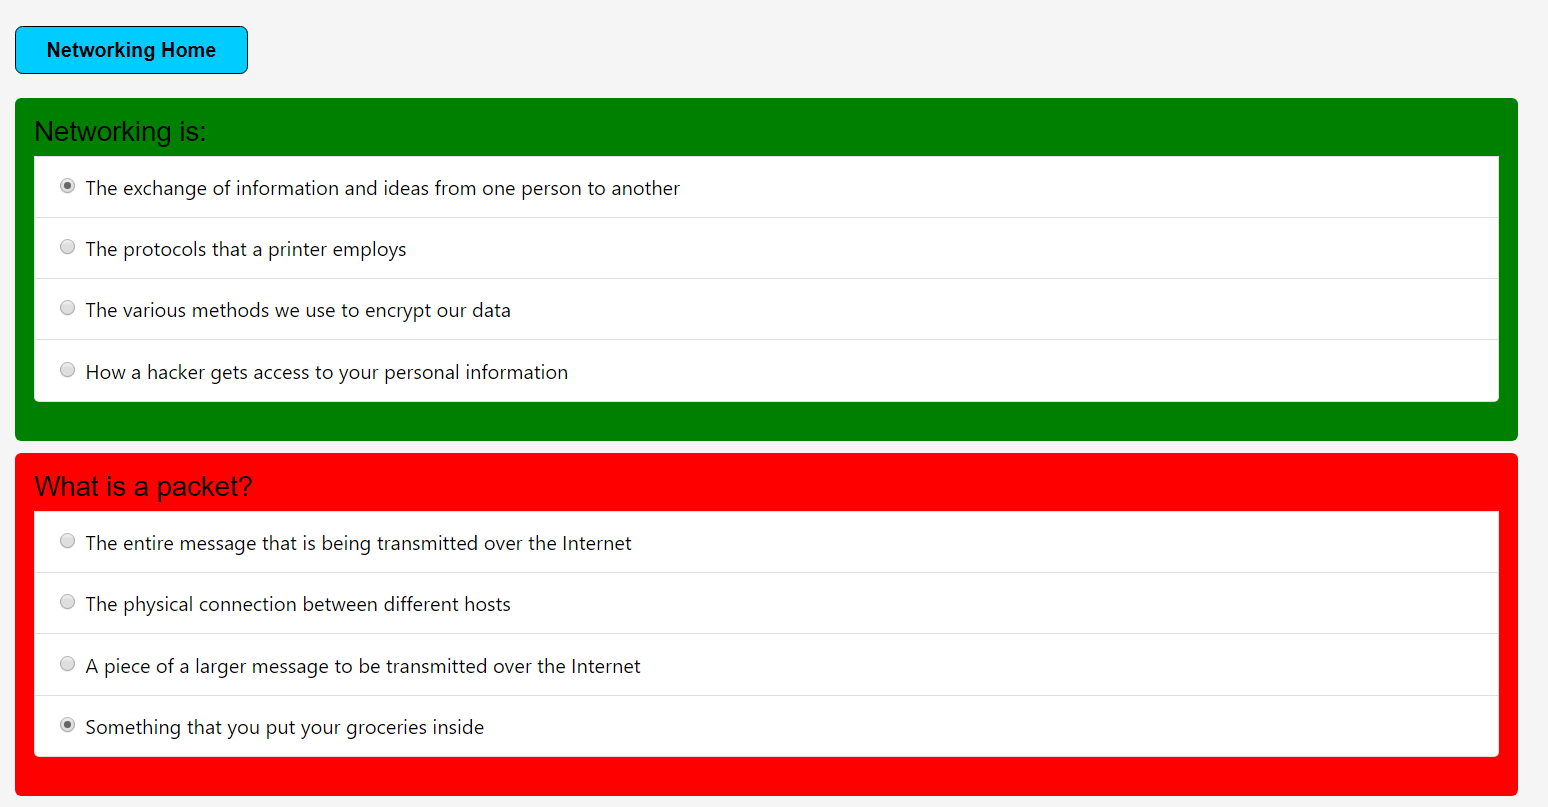 Networking Home
Networking is:
The exchange of information and ideas from one person to another
The protocols that a printer employs
The various methods we use to encrypt our data
How a hacker gets access to your personal information
What is a packet?
The entire message that is being transmitted over the Internet
The physical connection between different hosts
A piece of a larger message to be transmitted over the Internet
Something that you put your groceries inside